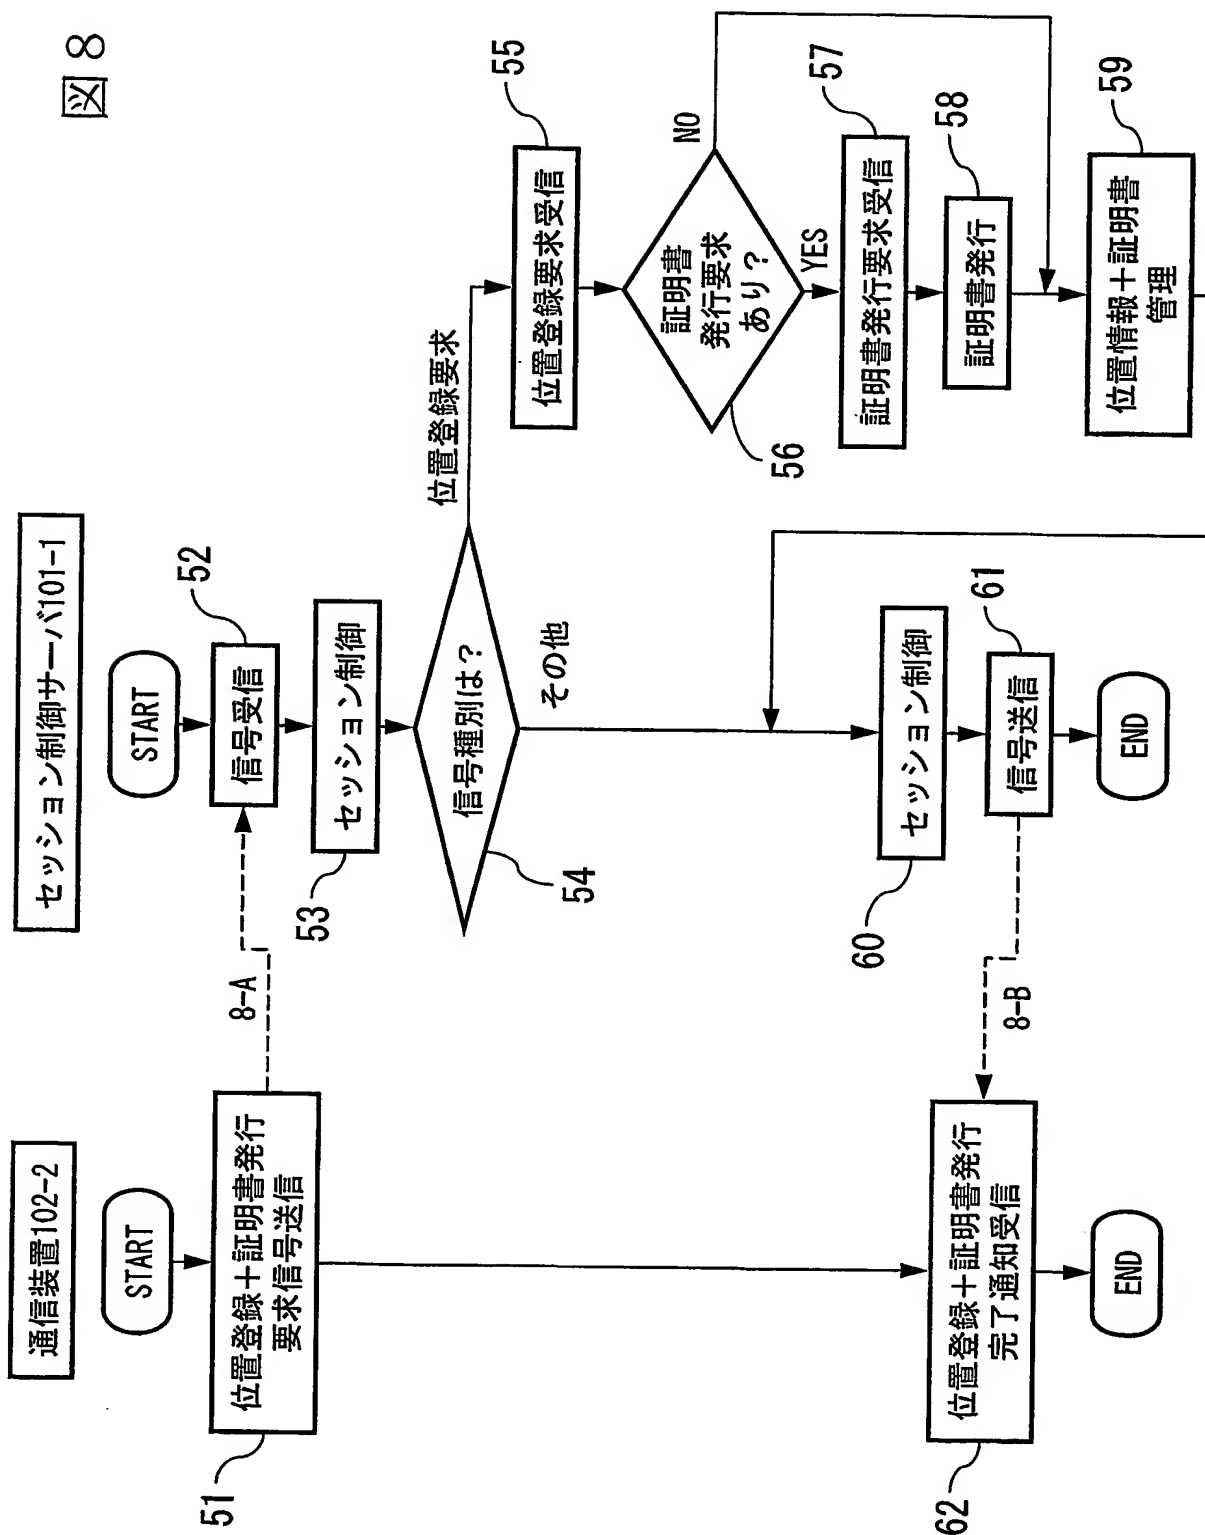 図8
通信装置102-2
START
51
位置登録+証明書発行
要求信号送信
8-A
62
位置登録+証明書発行
完了通知受信
8-B
END
セッション制御サーバ101-1
START
52
信号受信
53
セッション制御
54
信号種別は?
位置登録要求
その他
55
位置登録要求受信
56
証明書
発行要求
あり?
NO
YES
57
証明書発行要求受信
58
証明書発行
59
位置情報+証明書
管理
60
セッション制御
61
信号送信
END